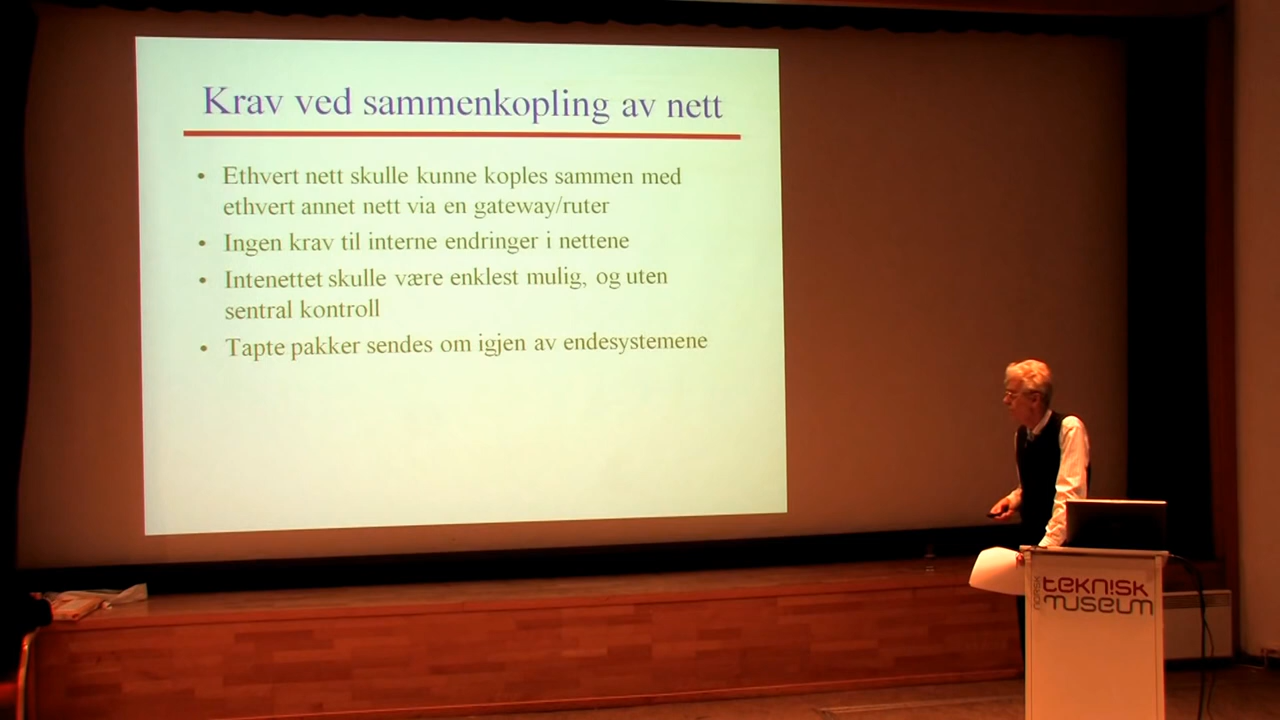 Krav ved sammenkopling av nett
• Ethvert nett skulle kunne koples sammen med
ethvert annet nett via en gateway/ruter
• Ingen krav til interne endringer i nettene
• Intenettet skulle være enklest mulig, og uten
sentral kontroll
• Tapte pakker sendes om igjen av endesystemene
NORSK
teknisk
museum